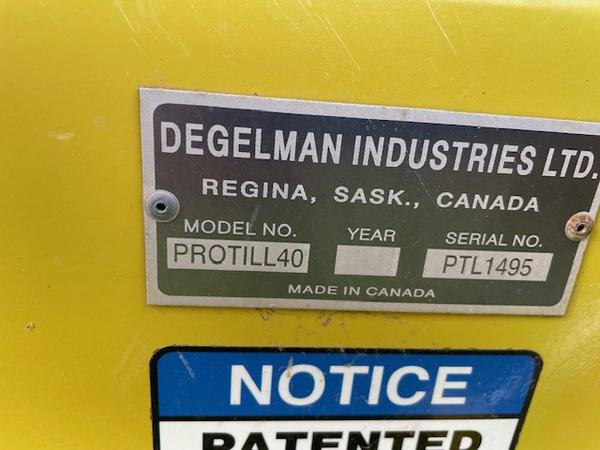 DEGELMAN INDUSTRIES LTD.
REGINA, SASK., CANADA
MODEL NO. YEAR SERIAL NO.
PROTILL40 PTL1495
MADE IN CANADA
NOTICE
PATENTED